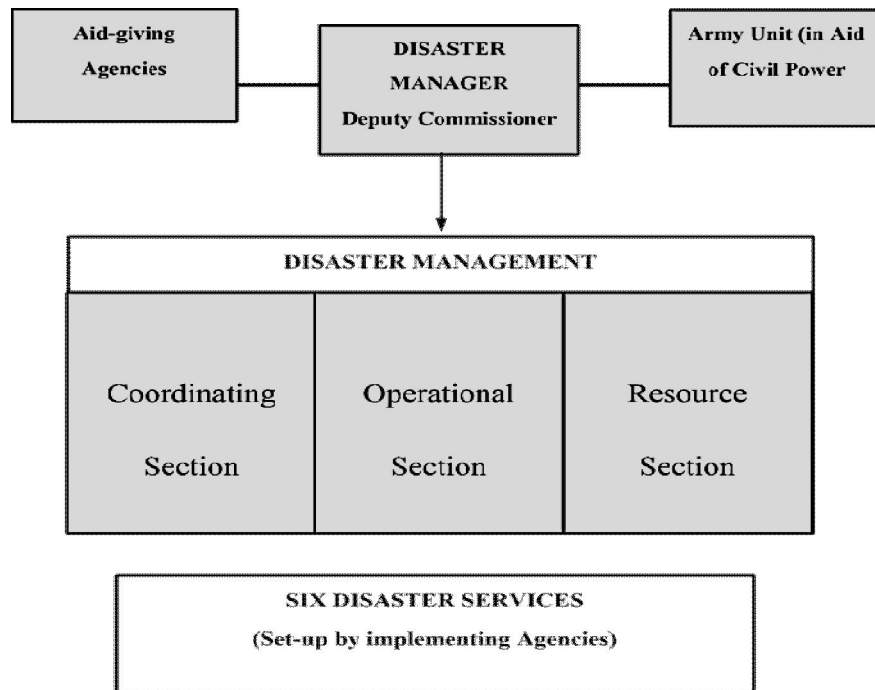 Aid-giving
Agencies
DISASTER
MANAGER
Deputy Commissioner
Army Unit (in Aid
of Civil Power
DISASTER MANAGEMENT
Coordinating
Section
Operational
Section
Resource
Section
SIX DISASTER SERVICES
(Set-up by implementing Agencies)